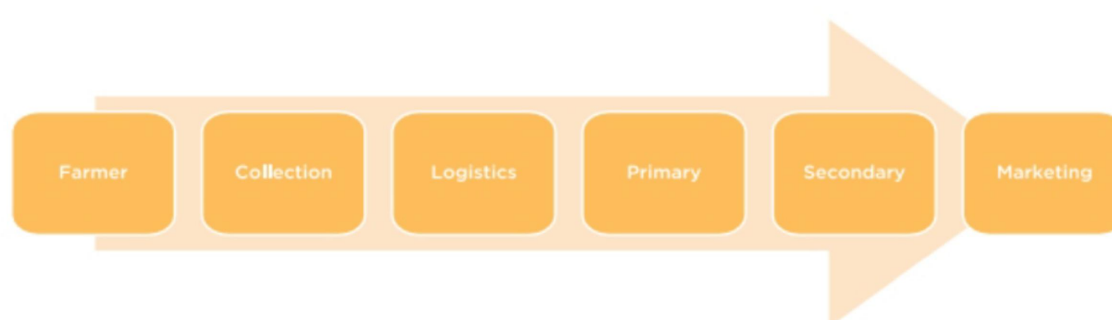 Farmer
Collection
Logistics
Primary
Secondary
Marketing